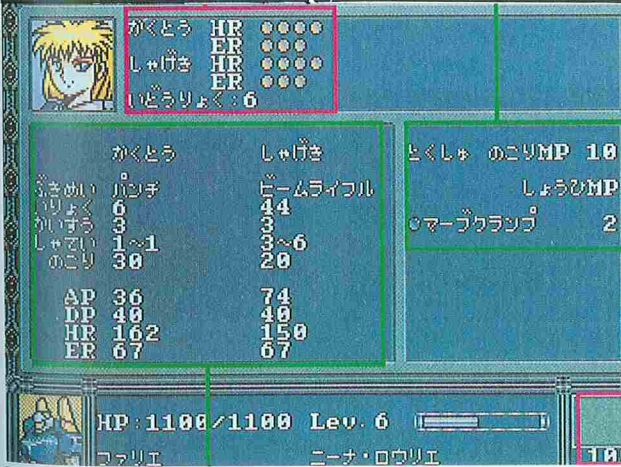 かくとう HR
ER
しゃげき HR
ER
いどうりょく:6
かくとう しゃげき
ぶきめい パンチ ビームライフル
いりょく 6 44
かいすう 3 3
しゃてい 1~1 3~6
のこり 30 20
AP 36 74
DP 40 40
HR 162 150
ER 67 67
とくしゅ のこりMP 10
しょうひMP
マーブクランプ 2
HP:1100/1100 Lev.6
ファリエ ニーナ・ロウリエ
10